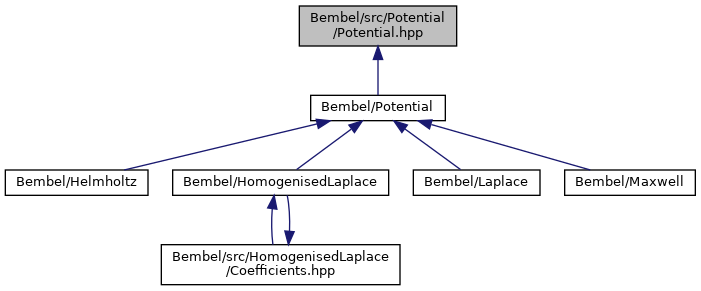 Bembel/src/Potential
/Potential.hpp
Bembel/Potential
Bembel/Helmholtz
Bembel/HomogenisedLaplace
Bembel/Laplace
Bembel/Maxwell
Bembel/src/HomogenisedLaplace
/Coefficients.hpp